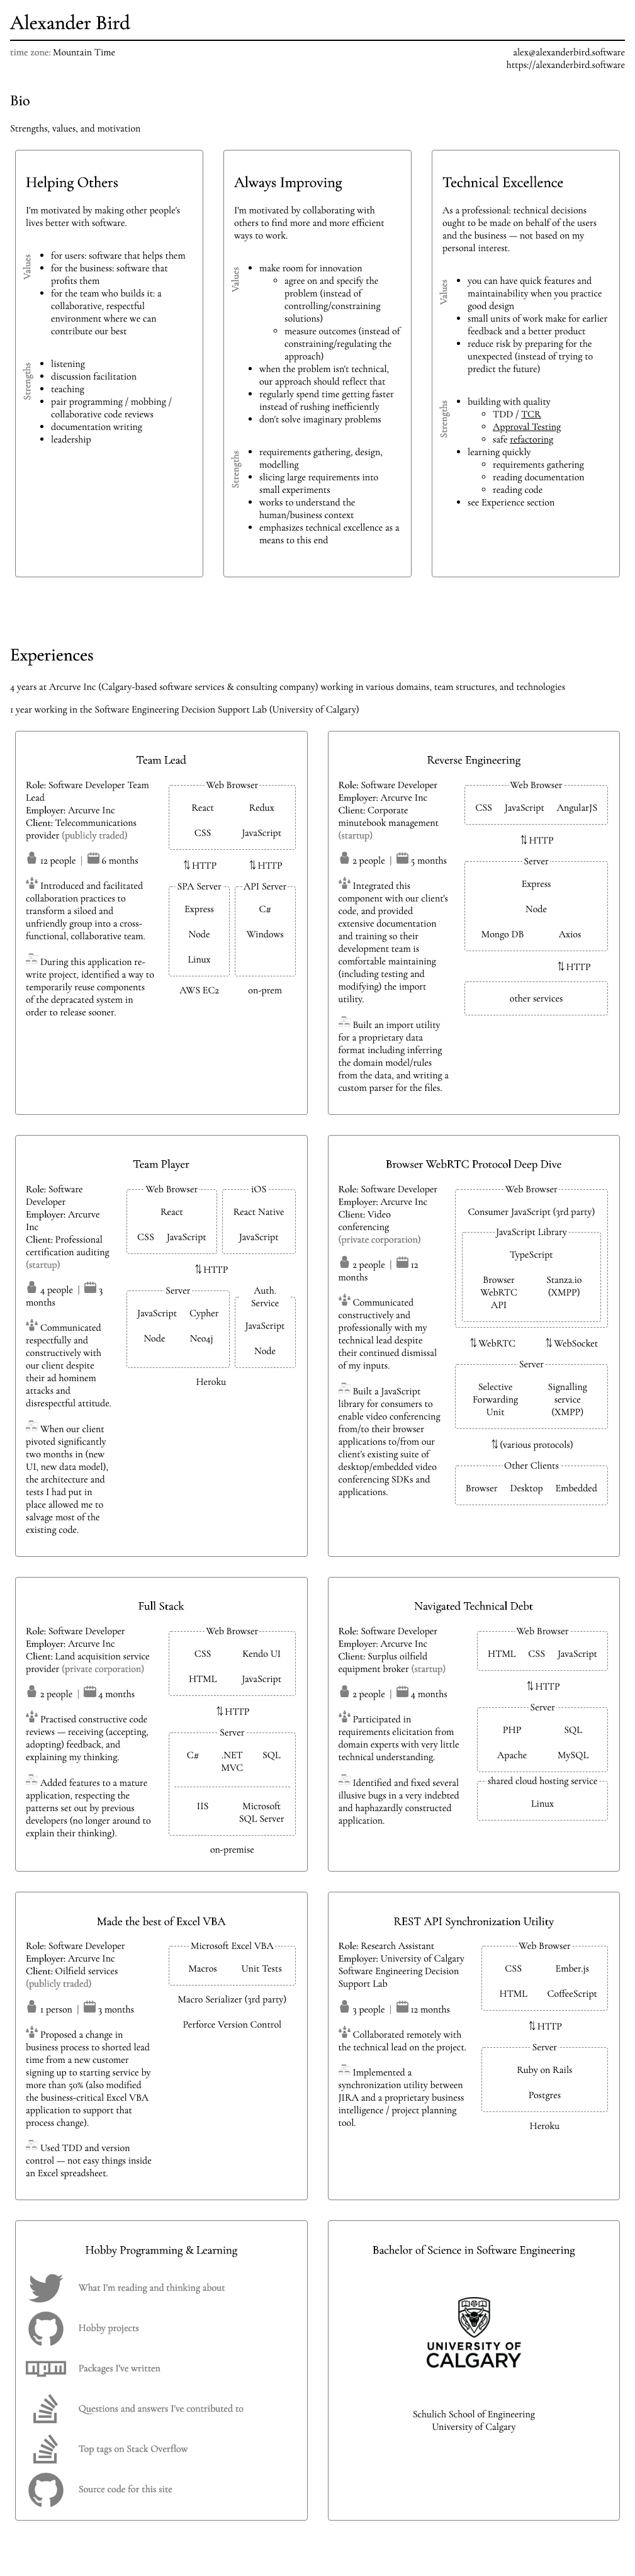 Alexander Bird
time zone: Mountain Time
alex@alexanderbird.software
https://alexanderbird.software
Bio
Strengths, values, and motivation
Helping Others
I'm motivated by making other people's
lives better with software.
Values
for users: software that helps them
for the business: software that
profits them
for the team who builds it: a
collaborative, respectful
environment where we can
contribute our best
Strengths
listening
discussion facilitation
teaching
pair programming / mobbing /
collaborative code reviews
documentation writing
leadership
Always Improving
I'm motivated by collaborating with
others to find more and more efficient
ways to work.
Values
make room for innovation
agree on and specify the
problem (instead of
controlling/constraining
solutions)
measure outcomes (instead of
constraining/regulating the
approach)
when the problem isn't technical,
our approach should reflect that
regularly spend time getting faster
instead of rushing inefficiently
don't solve imaginary problems
Strengths
requirements gathering, design,
modelling
slicing large requirements into
small experiments
works to understand the
human/business context
emphasizes technical excellence as a
means to this end
Technical Excellence
As a professional: technical decisions
ought to be made on behalf of the users
and the business — not based on my
personal interest.
Values
you can have quick features and
maintainability when you practice
good design
small units of work make for earlier
feedback and a better product
reduce risk by preparing for the
unexpected (instead of trying to
predict the future)
Strengths
building with quality
TDD / TCR
Approval Testing
safe refactoring
learning quickly
requirements gathering
reading documentation
reading code
see Experience section
Experiences
4 years at Arcurve Inc (Calgary-based software services & consulting company) working in various domains, team structures, and technologies
1 year working in the Software Engineering Decision Support Lab (University of Calgary)
Team Lead
Role: Software Developer Team
Lead
Employer: Arcurve Inc
Client: Telecommunications
provider (publicly traded)
12 people | 6 months
Introduced and facilitated
collaboration practices to
transform a siloed and
unfriendly group into a cross-
functional, collaborative team.
During this application re-
write project, identified a way to
temporarily reuse components
of the depracated system in
order to release sooner.
Web Browser
React Redux
CSS JavaScript
⇅ HTTP ⇅ HTTP
SPA Server API Server
Express C#
Node Windows
Linux
AWS EC2 on-prem
Reverse Engineering
Role: Software Developer
Employer: Arcurve Inc
Client: Corporate
minutebook management
(startup)
2 people | 5 months
Integrated this
component with our client's
code, and provided
extensive documentation
and training so their
development team is
comfortable maintaining
(including testing and
modifying) the import
utility.
Built an import utility
for a proprietary data
format including inferring
the domain model/rules
from the data, and writing a
custom parser for the files.
Web Browser
CSS JavaScript AngularJS
⇅ HTTP
Server
Express
Node
Mongo DB Axios
⇅ HTTP
other services
Team Player
Role: Software
Developer
Employer: Arcurve
Inc
Client: Professional
certification auditing
(startup)
4 people | 3
months
Communicated
respectfully and
constructively with
our client despite
their ad hominem
attacks and
disrespectful attitude.
When our client
pivoted significantly
two months in (new
UI, new data model),
the architecture and
tests I had put in
place allowed me to
salvage most of the
existing code.
Web Browser iOS
React React Native
CSS JavaScript JavaScript
⇅ HTTP
Server Auth.
Service
JavaScript Cypher JavaScript
Node Neo4j Node
Heroku
Browser WebRTC Protocol Deep Dive
Role: Software Developer
Employer: Arcurve Inc
Client: Video
conferencing
(private corporation)
2 people | 12
months
Communicated
constructively and
professionally with my
technical lead despite
their continued dismissal
of my inputs.
Built a JavaScript
library for consumers to
enable video conferencing
from/to their browser
applications to/from our
client's existing suite of
desktop/embedded video
conferencing SDKs and
applications.
Web Browser
Consumer JavaScript (3rd party)
JavaScript Library
TypeScript
Browser Stanza.io
WebRTC (XMPP)
API
⇅ WebRTC ⇅ WebSocket
Server
Selective Signalling
Forwarding service
Unit (XMPP)
⇅ (various protocols)
Other Clients
Browser Desktop Embedded
Full Stack
Role: Software Developer
Employer: Arcurve Inc
Client: Land acquisition service
provider (private corporation)
2 people | 4 months
Practised constructive code
reviews — receiving (accepting,
adopting) feedback, and
explaining my thinking.
Added features to a mature
application, respecting the
patterns set out by previous
developers (no longer around to
explain their thinking).
Web Browser
CSS Kendo UI
HTML JavaScript
⇅ HTTP
Server
C# .NET SQL
MVC
IIS Microsoft
SQL Server
on-premise
Navigated Technical Debt
Role: Software Developer
Employer: Arcurve Inc
Client: Surplus oilfield
equipment broker (startup)
2 people | 4 months
Participated in
requirements elicitation from
domain experts with very little
technical understanding.
Identified and fixed several
illusive bugs in a very indebted
and haphazardly constructed
application.
Web Browser
HTML CSS JavaScript
⇅ HTTP
Server
PHP SQL
Apache MySQL
shared cloud hosting service
Linux
Made the best of Excel VBA
Role: Software Developer
Employer: Arcurve Inc
Client: Oilfield services
(publicly traded)
1 person | 3 months
Proposed a change in
business process to shorted lead
time from a new customer
signing up to starting service by
more than 50% (also modified
the business-critical Excel VBA
application to support that
process change).
Used TDD and version
control — not easy things inside
an Excel spreadsheet.
Microsoft Excel VBA
Macros Unit Tests
Macro Serializer (3rd party)
Perforce Version Control
REST API Synchronization Utility
Role: Research Assistant
Employer: University of Calgary
Software Engineering Decision
Support Lab
3 people | 12 months
Collaborated remotely with
the technical lead on the project.
Implemented a
synchronization utility between
JIRA and a proprietary business
intelligence / project planning
tool.
Web Browser
CSS Ember.js
HTML CoffeeScript
⇅ HTTP
Server
Ruby on Rails
Postgres
Heroku
Hobby Programming & Learning
What I'm reading and thinking about
Hobby projects
npm
Packages I've written
Questions and answers I've contributed to
Top tags on Stack Overflow
Source code for this site
Bachelor of Science in Software Engineering
UNIVERSITY OF
CALGARY
Schulich School of Engineering
University of Calgary